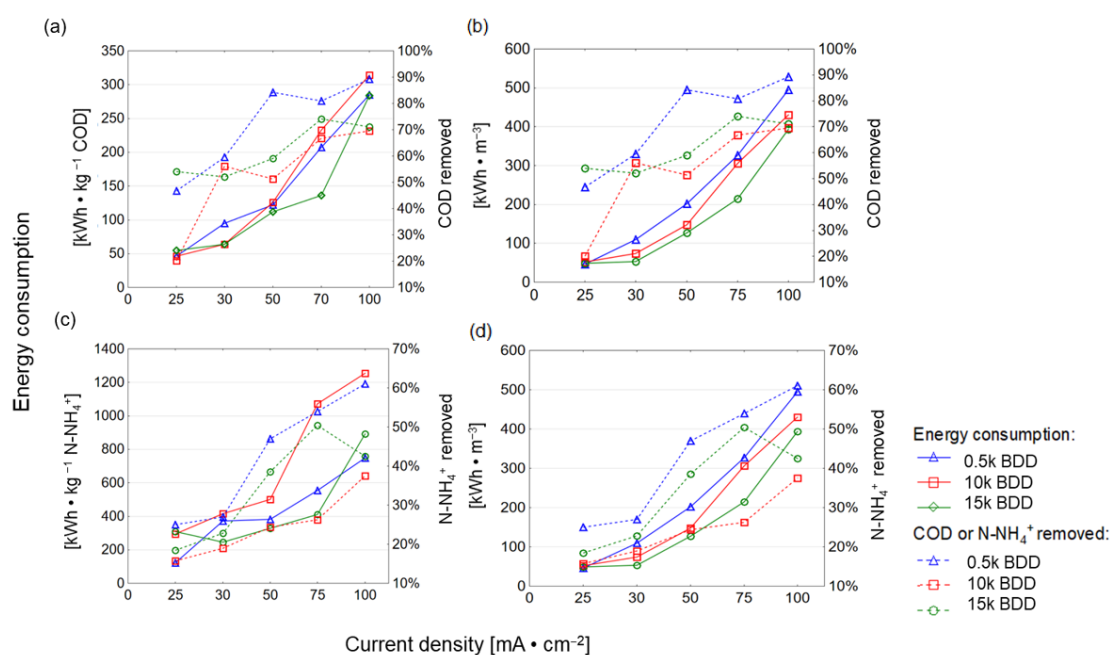 (a)
350
300
250
200
150
100
50
0
[kWh • kg ⁻¹ COD]
100%
90%
80%
70%
60%
50%
40%
30%
20%
10%
COD removed
0 25 30 50 70 100
(b)
600
500
400
300
200
100
0
[kWh • m⁻³]
100%
90%
80%
70%
60%
50%
40%
30%
20%
10%
COD removed
0 25 30 50 75 100
Energy consumption
(c)
1400
1200
1000
800
600
400
200
0
[kWh • kg⁻¹ N-NH₄⁺]
70%
60%
50%
40%
30%
20%
10%
N-NH₄⁺ removed
0 25 30 50 75 100
(d)
600
500
400
300
200
100
0
[kWh • m⁻³]
70%
60%
50%
40%
30%
20%
10%
N-NH₄⁺ removed
0 25 30 50 75 100
Current density [mA • cm⁻²]
Energy consumption:
0.5k BDD
10k BDD
15k BDD
COD or N-NH₄⁺ removed:
0.5k BDD
10k BDD
15k BDD